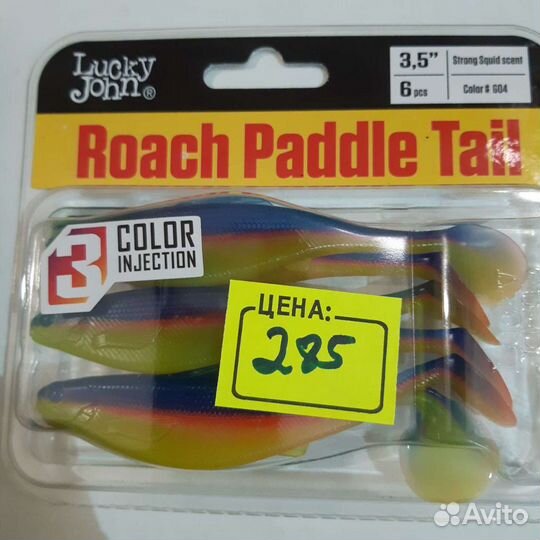 Lucky
John®
3,5”
Strong Squid scent
6 pcs
Color # G04
Roach Paddle Tail
3 COLOR
INJECTION
ЦЕНА:
285
Avito